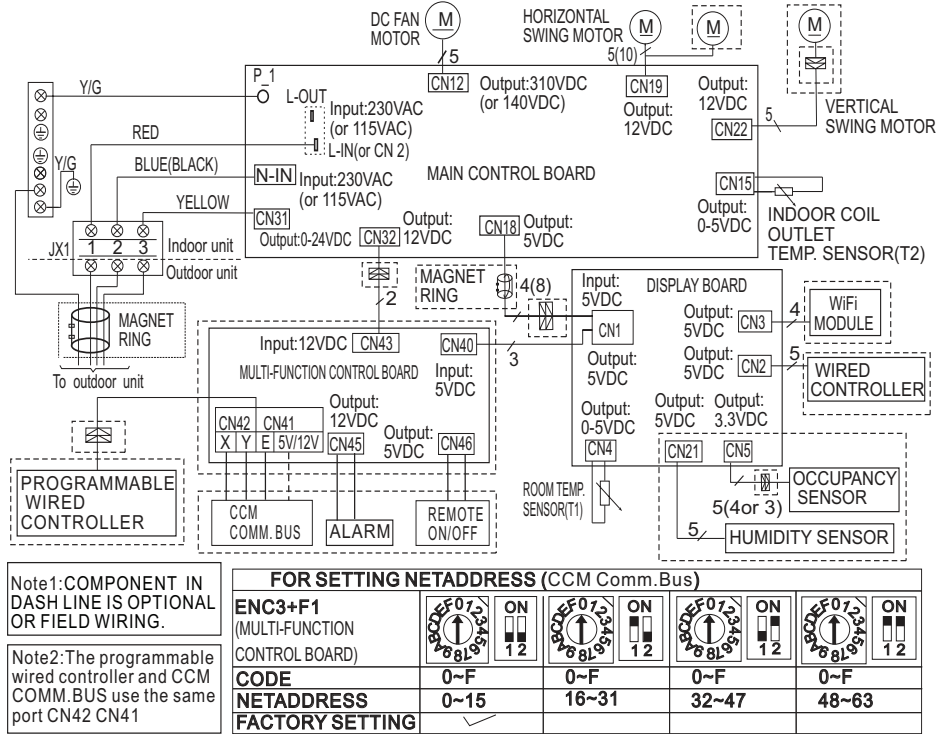 DC FAN
MOTOR
M
5
HORIZONTAL
SWING MOTOR
M
M
M
5(10)
P_1
Y/G
L-OUT
Input:230VAC
(or 115VAC)
L-IN(or CN 2)
CN12
Output:310VDC
(or 140VDC)
CN19
Output:
12VDC
Output:
12VDC
CN22
5
VERTICAL
SWING MOTOR
RED
BLUE(BLACK)
N-IN
Input:230VAC
(or 115VAC)
MAIN CONTROL BOARD
CN15
Output:
0-5VDC
INDOOR COIL
OUTLET
TEMP. SENSOR(T2)
Y/G
YELLOW
CN31
Output:0-24VDC
CN32
Output:
12VDC
CN18
Output:
5VDC
JX1
1 2 3
Indoor unit
Outdoor unit
MAGNET
RING
To outdoor unit
2
MAGNET
RING
4(8)
Input:
5VDC
DISPLAY BOARD
CN1
Output:
5VDC
Output:
5VDC
CN3
4
WiFi
MODULE
Output:
5VDC
CN2
5
WIRED
CONTROLLER
Input:12VDC
CN43
CN40
3
Input:
5VDC
MULTI-FUNCTION CONTROL BOARD
Output:
12VDC
CN42 CN41
X Y E 5V/12V
CN45
Output:
5VDC
CN46
Output:
0-5VDC
CN4
Output:
5VDC
CN21
Output:
3.3VDC
CN5
ROOM TEMP.
SENSOR(T1)
5(4or 3)
OCCUPANCY
SENSOR
5
HUMIDITY SENSOR
PROGRAMMABLE
WIRED
CONTROLLER
CCM
COMM. BUS
ALARM
REMOTE
ON/OFF
Note1:COMPONENT IN
DASH LINE IS OPTIONAL
OR FIELD WIRING.
Note2:The programmable
wired controller and CCM
COMM.BUS use the same
port CN42 CN41
FOR SETTING NETADDRESS (CCM Comm.Bus)
ENC3+F1
(MULTI-FUNCTION
CONTROL BOARD)
0123456789ABCDEF
ON
1 2
0123456789ABCDEF
ON
1 2
0123456789ABCDEF
ON
1 2
0123456789ABCDEF
ON
1 2
CODE 0~F 0~F 0~F 0~F
NETADDRESS 0~15 16~31 32~47 48~63
FACTORY SETTING